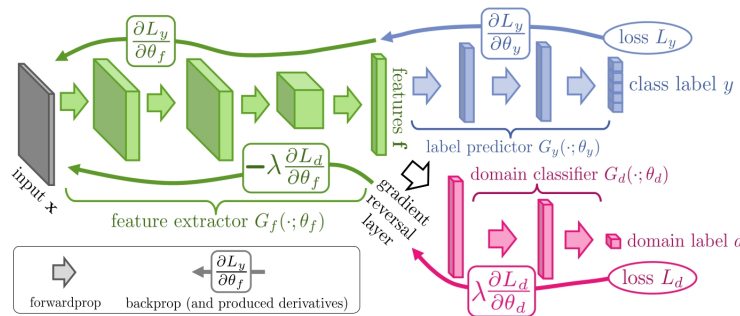 ∂L_y/∂θ_f
∂L_y/∂θ_y
loss L_y
features f
class label y
label predictor G_y(·; θ_y)
input x
−λ ∂L_d/∂θ_f
feature extractor G_f(·; θ_f)
gradient
reversal
layer
domain classifier G_d(·; θ_d)
domain label d
λ ∂L_d/∂θ_d
loss L_d
∂L_y/∂θ_f
forwardprop
backprop (and produced derivatives)